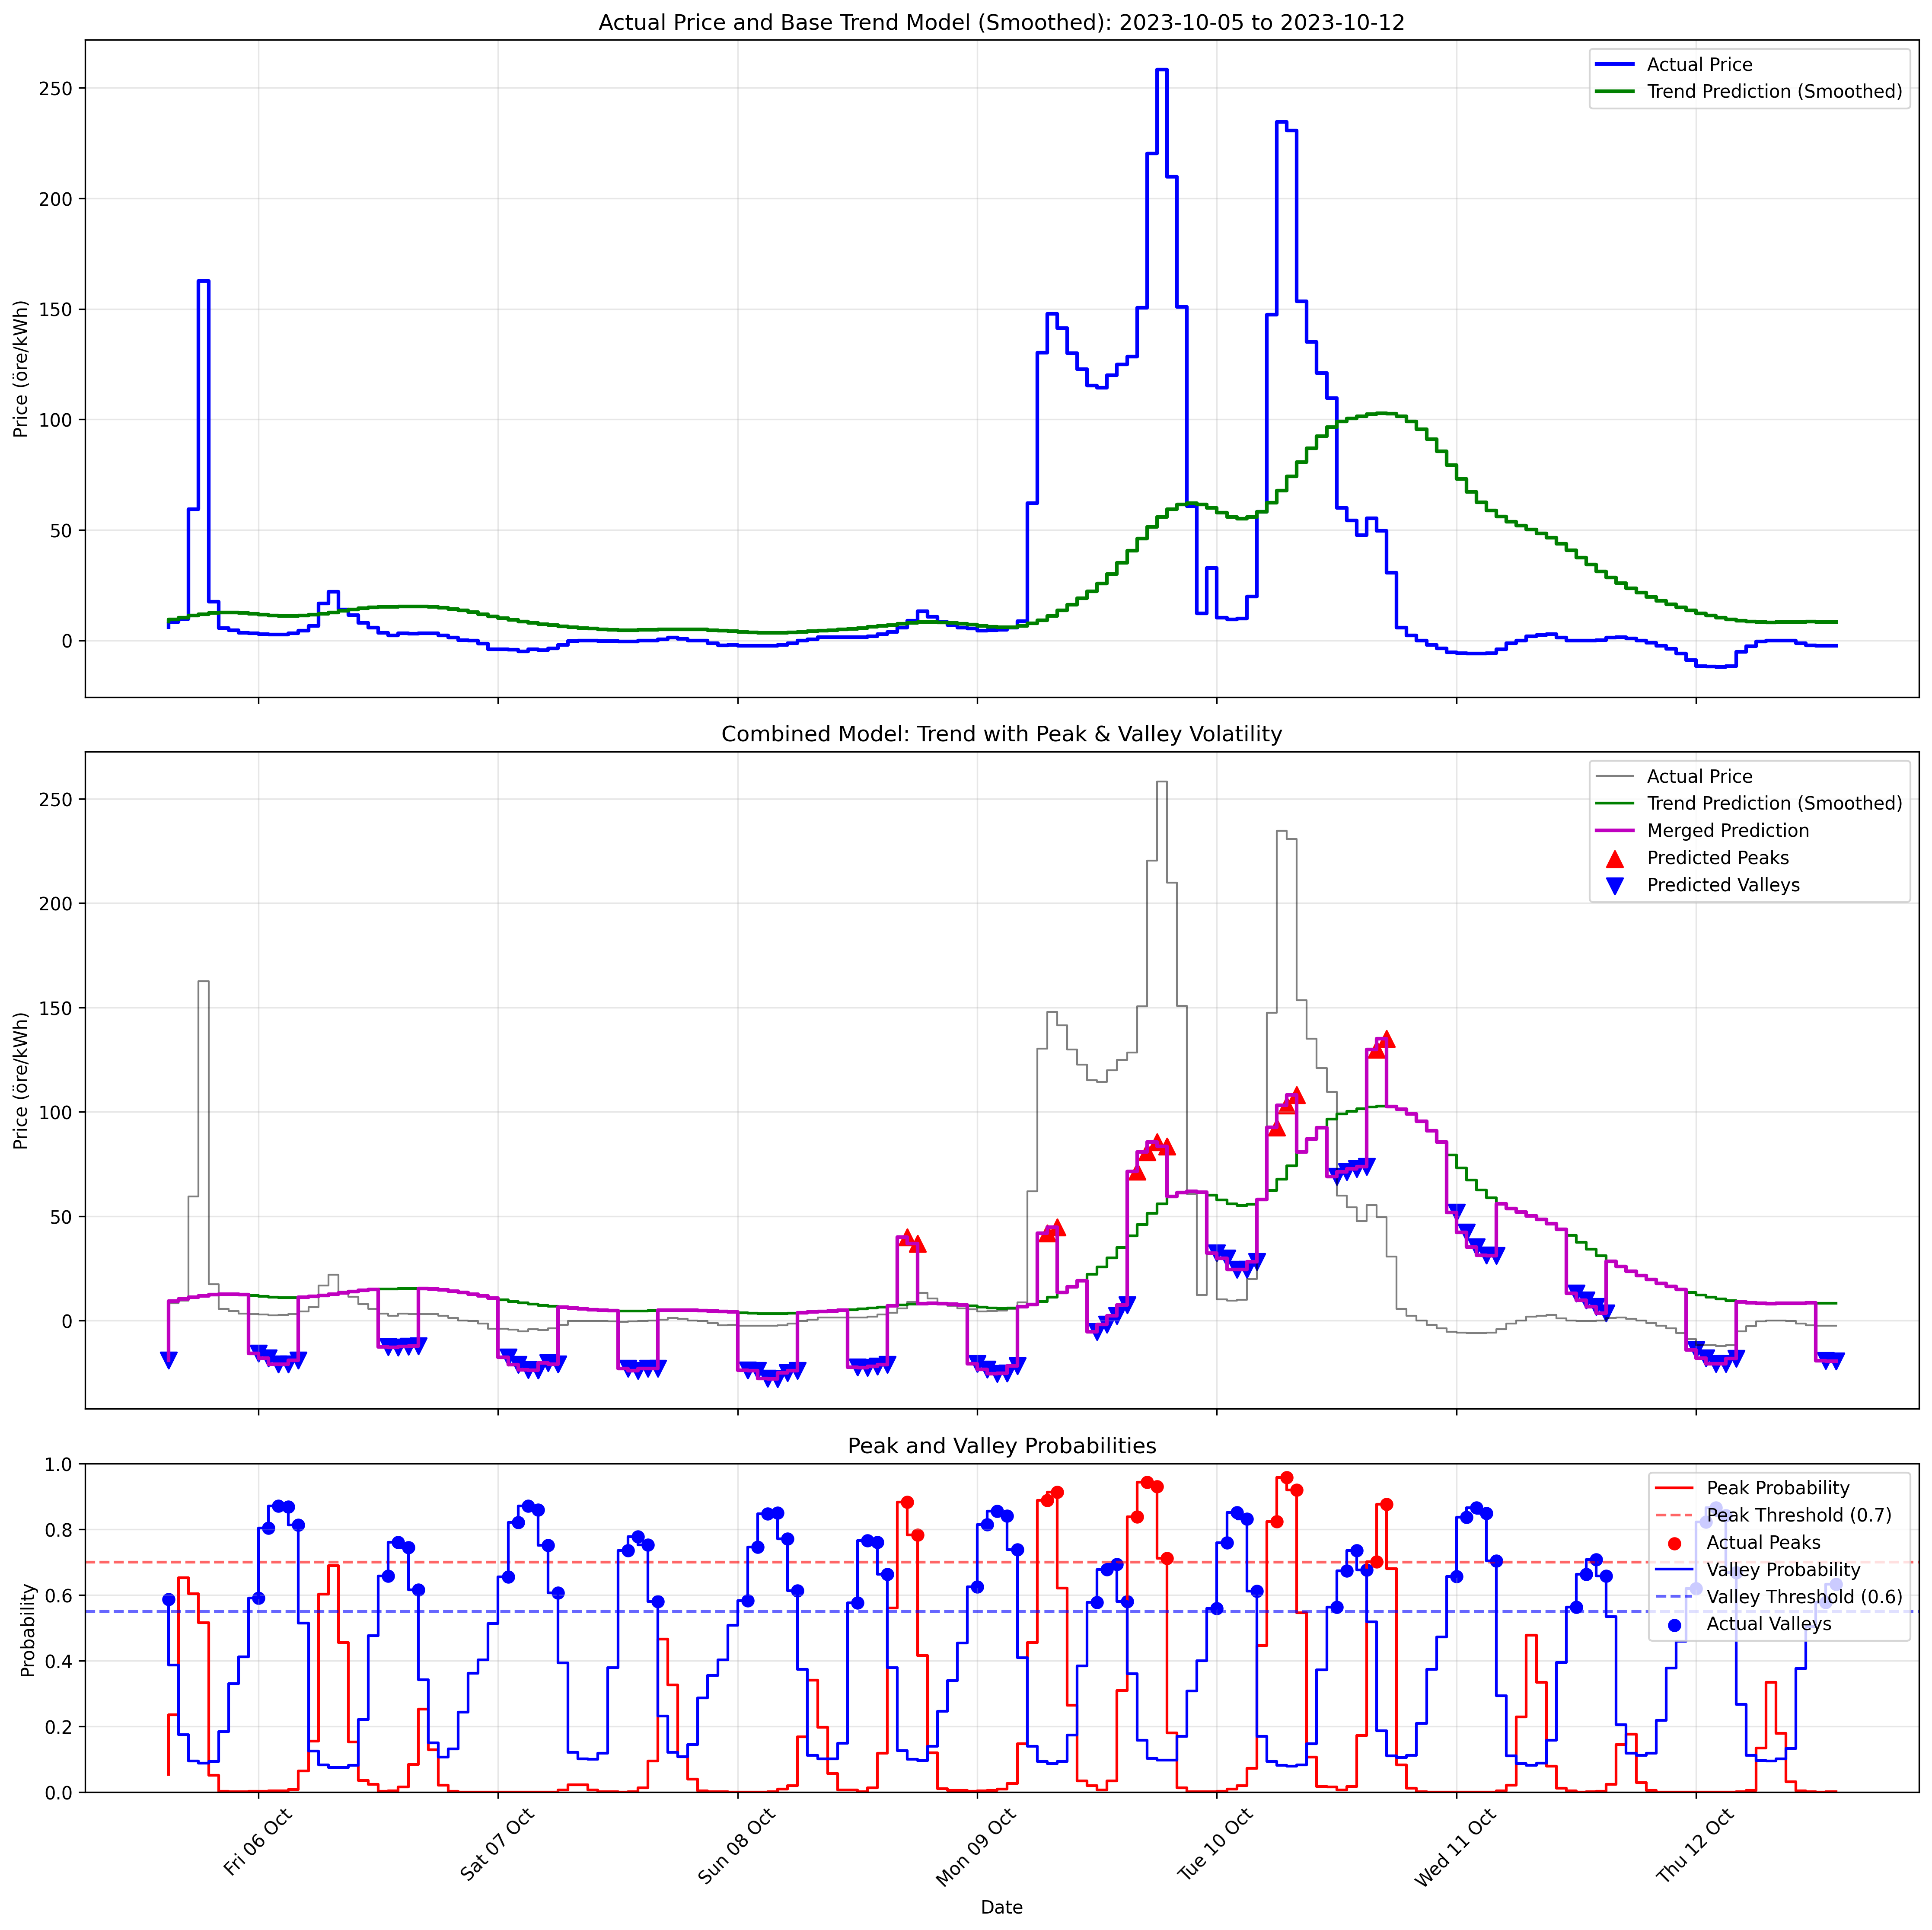 Actual Price and Base Trend Model (Smoothed): 2023-10-05 to 2023-10-12
Price (öre/kWh)
250
200
150
100
50
0
Actual Price
Trend Prediction (Smoothed)
Combined Model: Trend with Peak & Valley Volatility
Price (öre/kWh)
250
200
150
100
50
0
Actual Price
Trend Prediction (Smoothed)
Merged Prediction
Predicted Peaks
Predicted Valleys
Peak and Valley Probabilities
Probability
1.0
0.8
0.6
0.4
0.2
0.0
Peak Probability
Peak Threshold (0.7)
Actual Peaks
Valley Probability
Valley Threshold (0.6)
Actual Valleys
Fri 06 Oct
Sat 07 Oct
Sun 08 Oct
Mon 09 Oct
Tue 10 Oct
Wed 11 Oct
Thu 12 Oct
Date